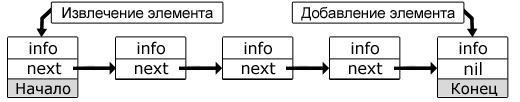 Извлечение элемента
Добавление элемента
info info info info info
next next next next nil
Начало Конец